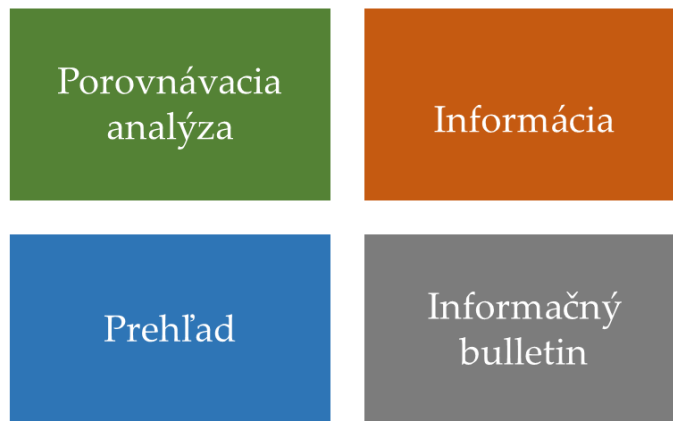 Porovnávacia
analýza
Informácia
Prehľad
Informačný
bulletin